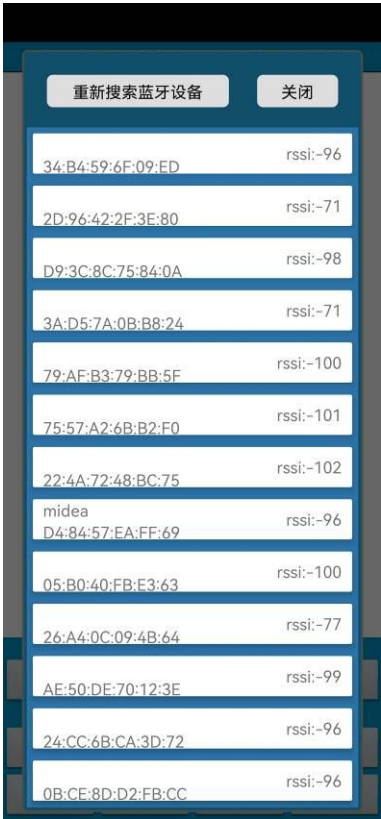 重新搜索蓝牙设备 关闭
rssi:-96
34:B4:59:6F:09:ED
rssi:-71
2D:96:42:2F:3E:80
rssi:-98
D9:3C:8C:75:84:0A
rssi:-71
3A:D5:7A:0B:B8:24
rssi:-100
79:AF:B3:79:BB:5F
rssi:-101
75:57:A2:6B:B2:F0
rssi:-102
22:4A:72:48:BC:75
midea
rssi:-96
D4:84:57:EA:FF:69
rssi:-100
05:B0:40:FB:E3:63
rssi:-77
26:A4:0C:09:4B:64
rssi:-99
AE:50:DE:70:12:3E
rssi:-96
24:CC:6B:CA:3D:72
rssi:-96
0B:CE:8D:D2:FB:CC